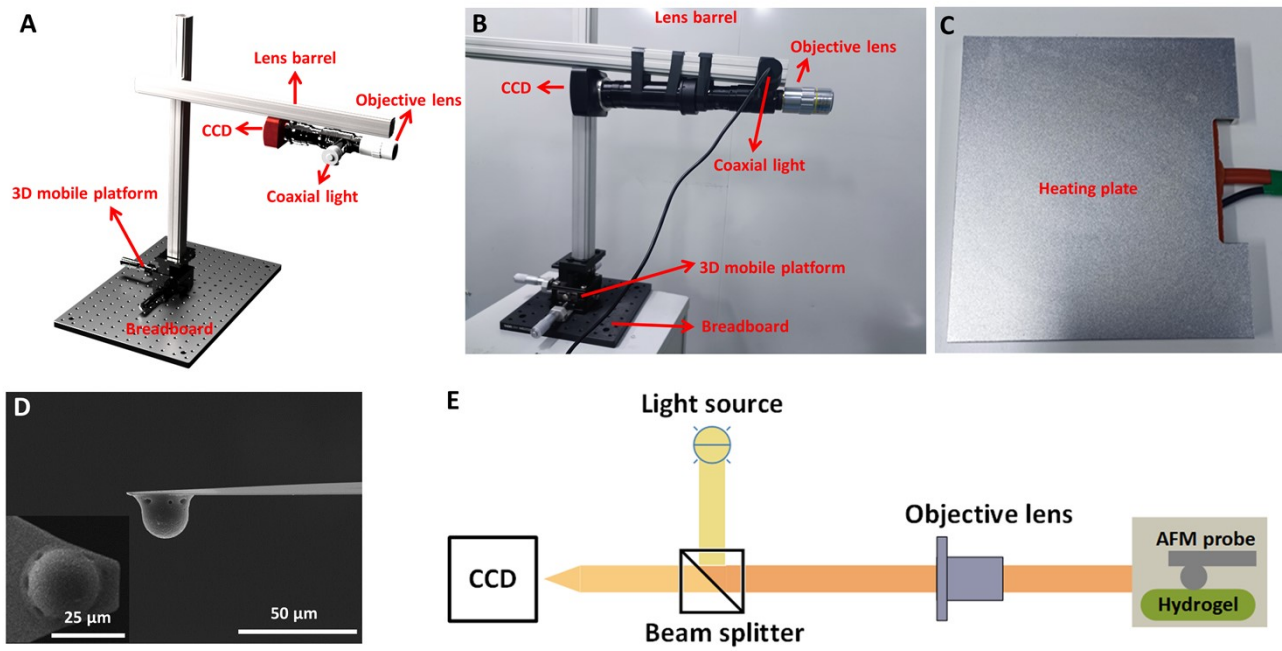 A
Lens barrel
Objective lens
CCD
3D mobile platform
Coaxial light
Breadboard
B
Lens barrel
Objective lens
CCD
Coaxial light
3D mobile platform
Breadboard
C
Heating plate
D
25 µm
50 µm
E
Light source
Objective lens
CCD
AFM probe
Hydrogel
Beam splitter